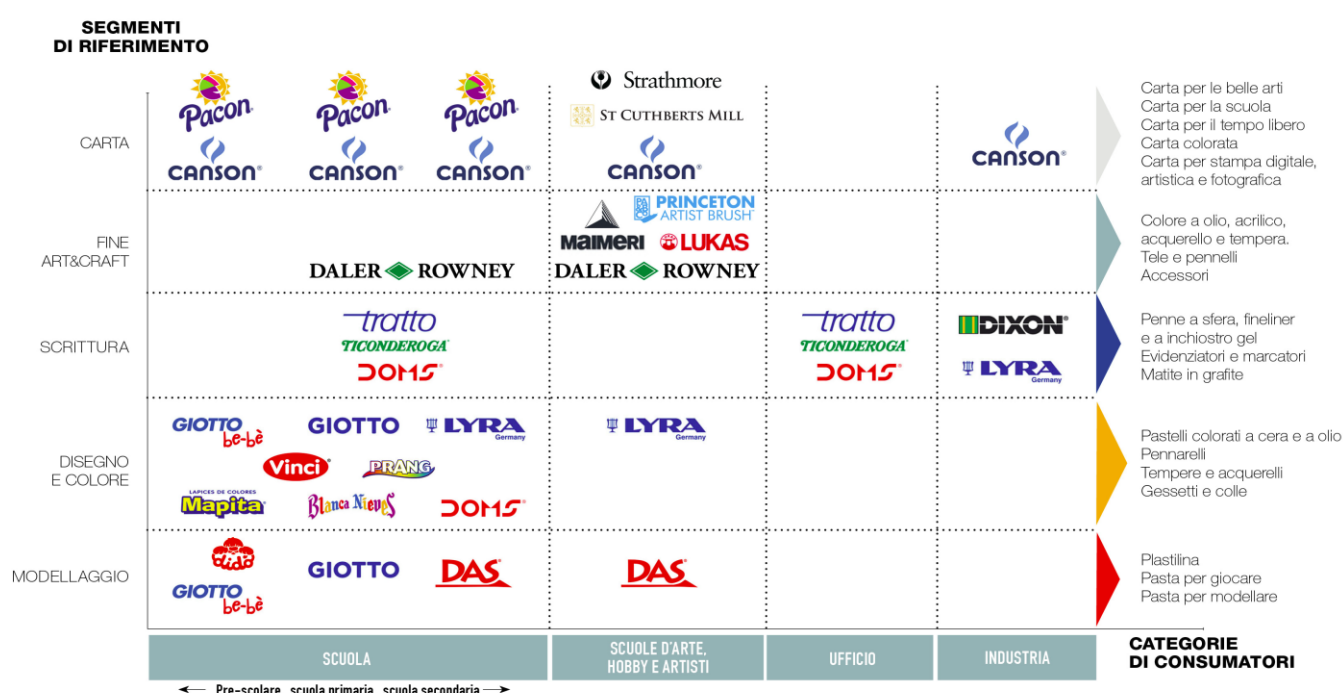 SEGMENTI
DI RIFERIMENTO
CARTA
Pacon
Pacon
Pacon
Strathmore
ST CUTHBERTS MILL
CANSON
CANSON
CANSON
CANSON
CANSON
Carta per le belle arti
Carta per la scuola
Carta per il tempo libero
Carta colorata
Carta per stampa digitale,
artistica e fotografica
FINE
ART&CRAFT
DALER ROWNEY
PRINCETON
ARTIST BRUSH
MAIMERI
LUKAS
DALER ROWNEY
Colore a olio, acrilico,
acquerello e tempera.
Tele e pennelli
Accessori
SCRITTURA
tratto
TICONDEROGA
DOMS
tratto
TICONDEROGA
DOMS
DIXON
LYRA
Germany
Penne a sfera, fineliner
e a inchiostro gel
Evidenziatori e marcatori
Matite in grafite
DISEGNO
E COLORE
GIOTTO
be-bè
GIOTTO
LYRA
Germany
Vinci
PRANG
LAPICES DE COLORES
Mapita
Blanca Nieves
DOMS
LYRA
Germany
Pastelli colorati a cera e a olio
Pennarelli
Tempere e acquerelli
Gessetti e colle
MODELLAGGIO
dido
GIOTTO
be-bè
GIOTTO
DAS
DAS
Plastilina
Pasta per giocare
Pasta per modellare
SCUOLA
SCUOLE D'ARTE,
HOBBY E ARTISTI
UFFICIO
INDUSTRIA
CATEGORIE
DI CONSUMATORI
Pre-scolare, scuola primaria, scuola secondaria